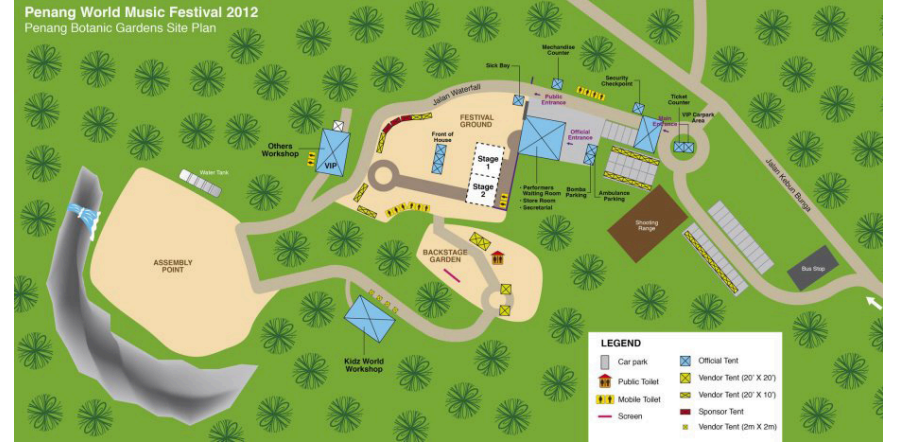 Penang World Music Festival 2012
Penang Botanic Gardens Site Plan
Mechandise
Counter
Sick Bay
Security
Checkpoint
Jalan Waterfall
Public
Entrance
Ticket
Counter
VIP Carpark
Area
Main
Entrance
FESTIVAL
GROUND
Official
Entrance
Front of
House
Others
Workshop
VIP
Stage
1
Stage
2
Water Tank
• Performers
Waiting Room
• Store Room
• Secretarial
Bomba
Parking
Ambulance
Parking
Jalan Kebun Bunga
Shooting
Range
BACKSTAGE
GARDEN
ASSEMBLY
POINT
Bus Stop
Kidz World
Workshop
LEGEND
Car park
Public Toilet
Mobile Toilet
Screen
Official Tent
Vendor Tent (20' X 20')
Vendor Tent (20' X 10')
Sponsor Tent
Vendor Tent (2m X 2m)